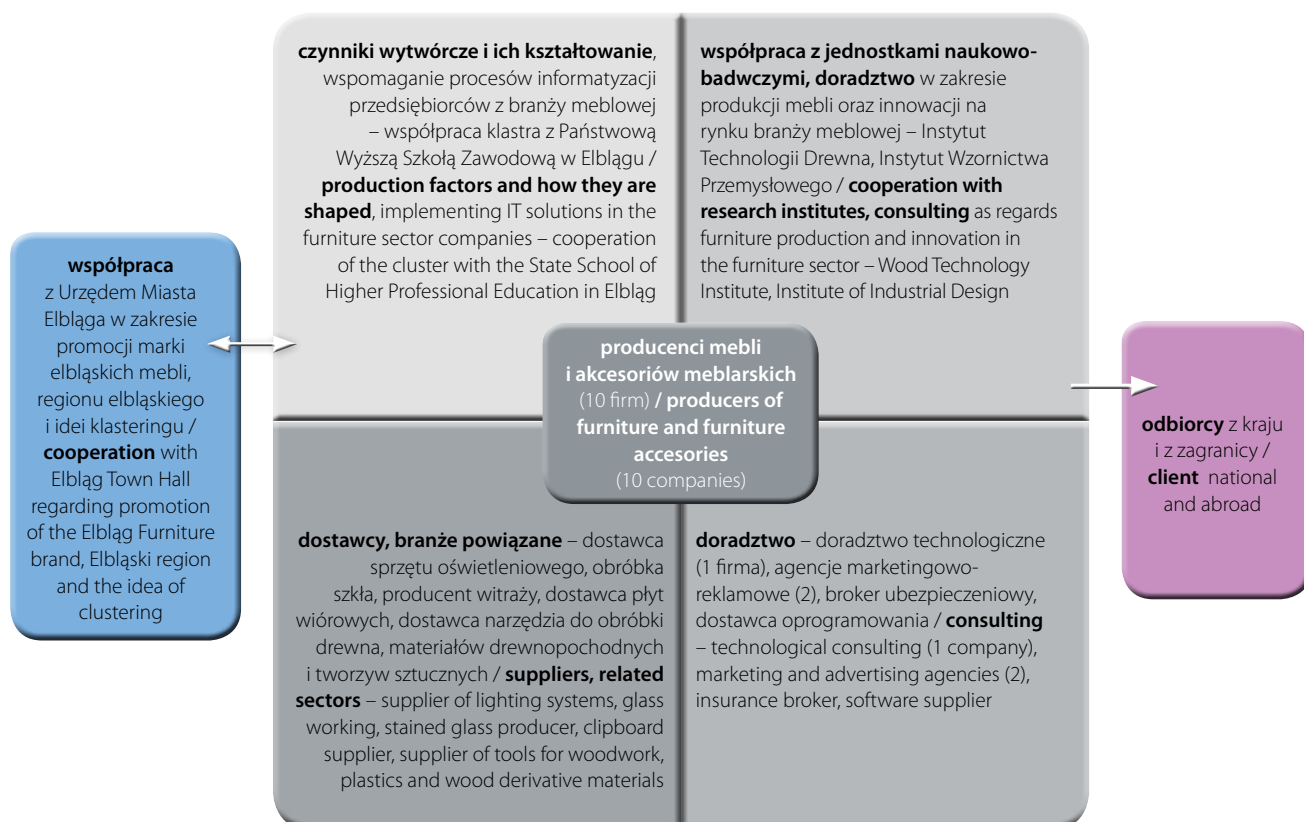 czynniki wytwórcze i ich kształtowanie,
wspomaganie procesów informatyzacji
przedsiębiorców z branży meblowej
– współpraca klastra z Państwową
Wyższą Szkołą Zawodową w Elblągu /
production factors and how they are
shaped, implementing IT solutions in the
furniture sector companies – cooperation
of the cluster with the State School of
Higher Professional Education in Elbląg
współpraca z jednostkami naukowo-
badwczymi, doradztwo w zakresie
produkcji mebli oraz innowacji na
rynku branży meblowej – Instytut
Technologii Drewna, Instytut Wzornictwa
Przemysłowego / cooperation with
research institutes, consulting as regards
furniture production and innovation in
the furniture sector – Wood Technology
Institute, Institute of Industrial Design
współpraca
z Urzędem Miasta
Elbląga w zakresie
promocji marki
elbląskich mebli,
regionu elbląskiego
i idei klasteringu /
cooperation with
Elbląg Town Hall
regarding promotion
of the Elbląg Furniture
brand, Elbląski region
and the idea of
clustering
producenci mebli
i akcesoriów meblarskich
(10 firm) / producers of
furniture and furniture
accesories
(10 companies)
odbiorcy z kraju
i z zagranicy /
client national
and abroad
dostawcy, branże powiązane – dostawca
sprzętu oświetleniowego, obróbka
szkła, producent witraży, dostawca płyt
wiórowych, dostawca narzędzia do obróbki
drewna, materiałów drewnopochodnych
i tworzyw sztucznych / suppliers, related
sectors – supplier of lighting systems, glass
working, stained glass producer, clipboard
supplier, supplier of tools for woodwork,
plastics and wood derivative materials
doradztwo – doradztwo technologiczne
(1 firma), agencje marketingowo-
reklamowe (2), broker ubezpieczeniowy,
dostawca oprogramowania / consulting
– technological consulting (1 company),
marketing and advertising agencies (2),
insurance broker, software supplier